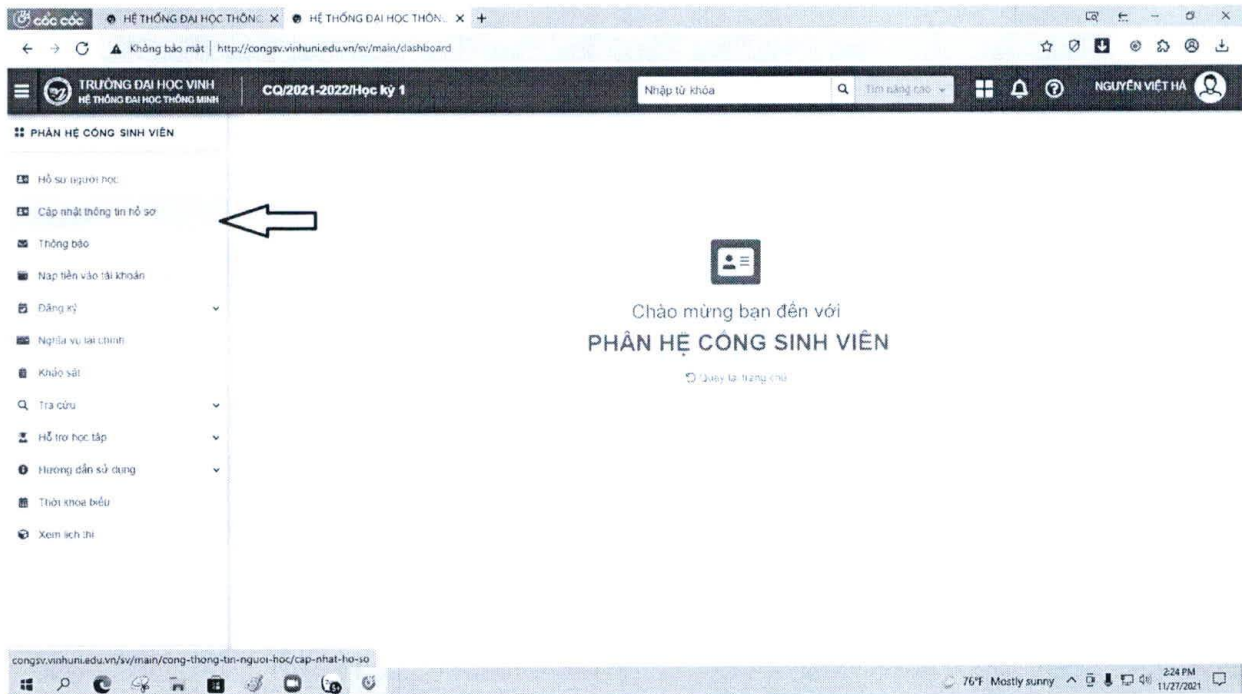 cốc cốc
HỆ THỐNG ĐẠI HỌC THÔNG
HỆ THỐNG ĐẠI HỌC THÔN
Không bảo mật | http://congsv.vinhuni.edu.vn/sv/main/dashboard
TRƯỜNG ĐẠI HỌC VINH
HỆ THỐNG ĐẠI HỌC THÔNG MINH
CQ/2021-2022/Học kỳ 1
Nhập từ khóa
Tìm nâng cao
NGUYỄN VIỆT HÀ
PHÂN HỆ CỔNG SINH VIÊN
Hồ sơ người học
Cập nhật thông tin hồ sơ
Thông báo
Nạp tiền vào tài khoản
Đăng ký
Nghĩa vụ tài chính
Khảo sát
Tra cứu
Hỗ trợ học tập
Hướng dẫn sử dụng
Thời khóa biểu
Xem lịch thi
Chào mừng bạn đến với
PHÂN HỆ CỔNG SINH VIÊN
Quay lại trang chủ
congsv.vinhuni.edu.vn/sv/main/cong-thong-tin-nguoi-hoc/cap-nhat-ho-so
76°F Mostly sunny
2:24 PM
11/27/2021